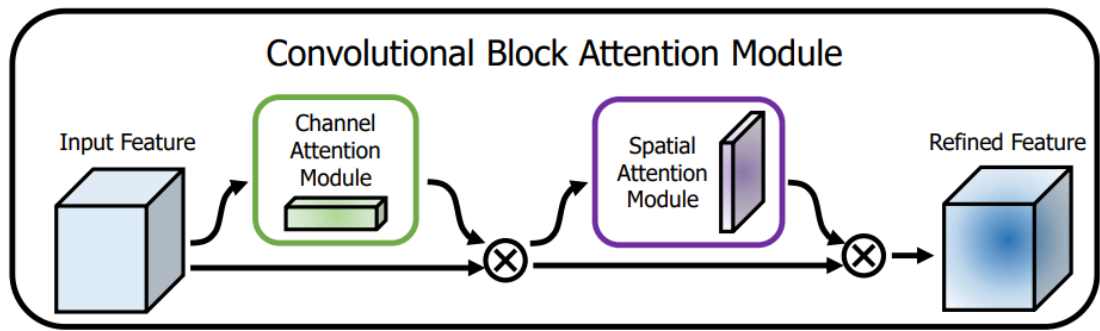 Convolutional Block Attention Module
Input Feature
Channel
Attention
Module
Spatial
Attention
Module
Refined Feature